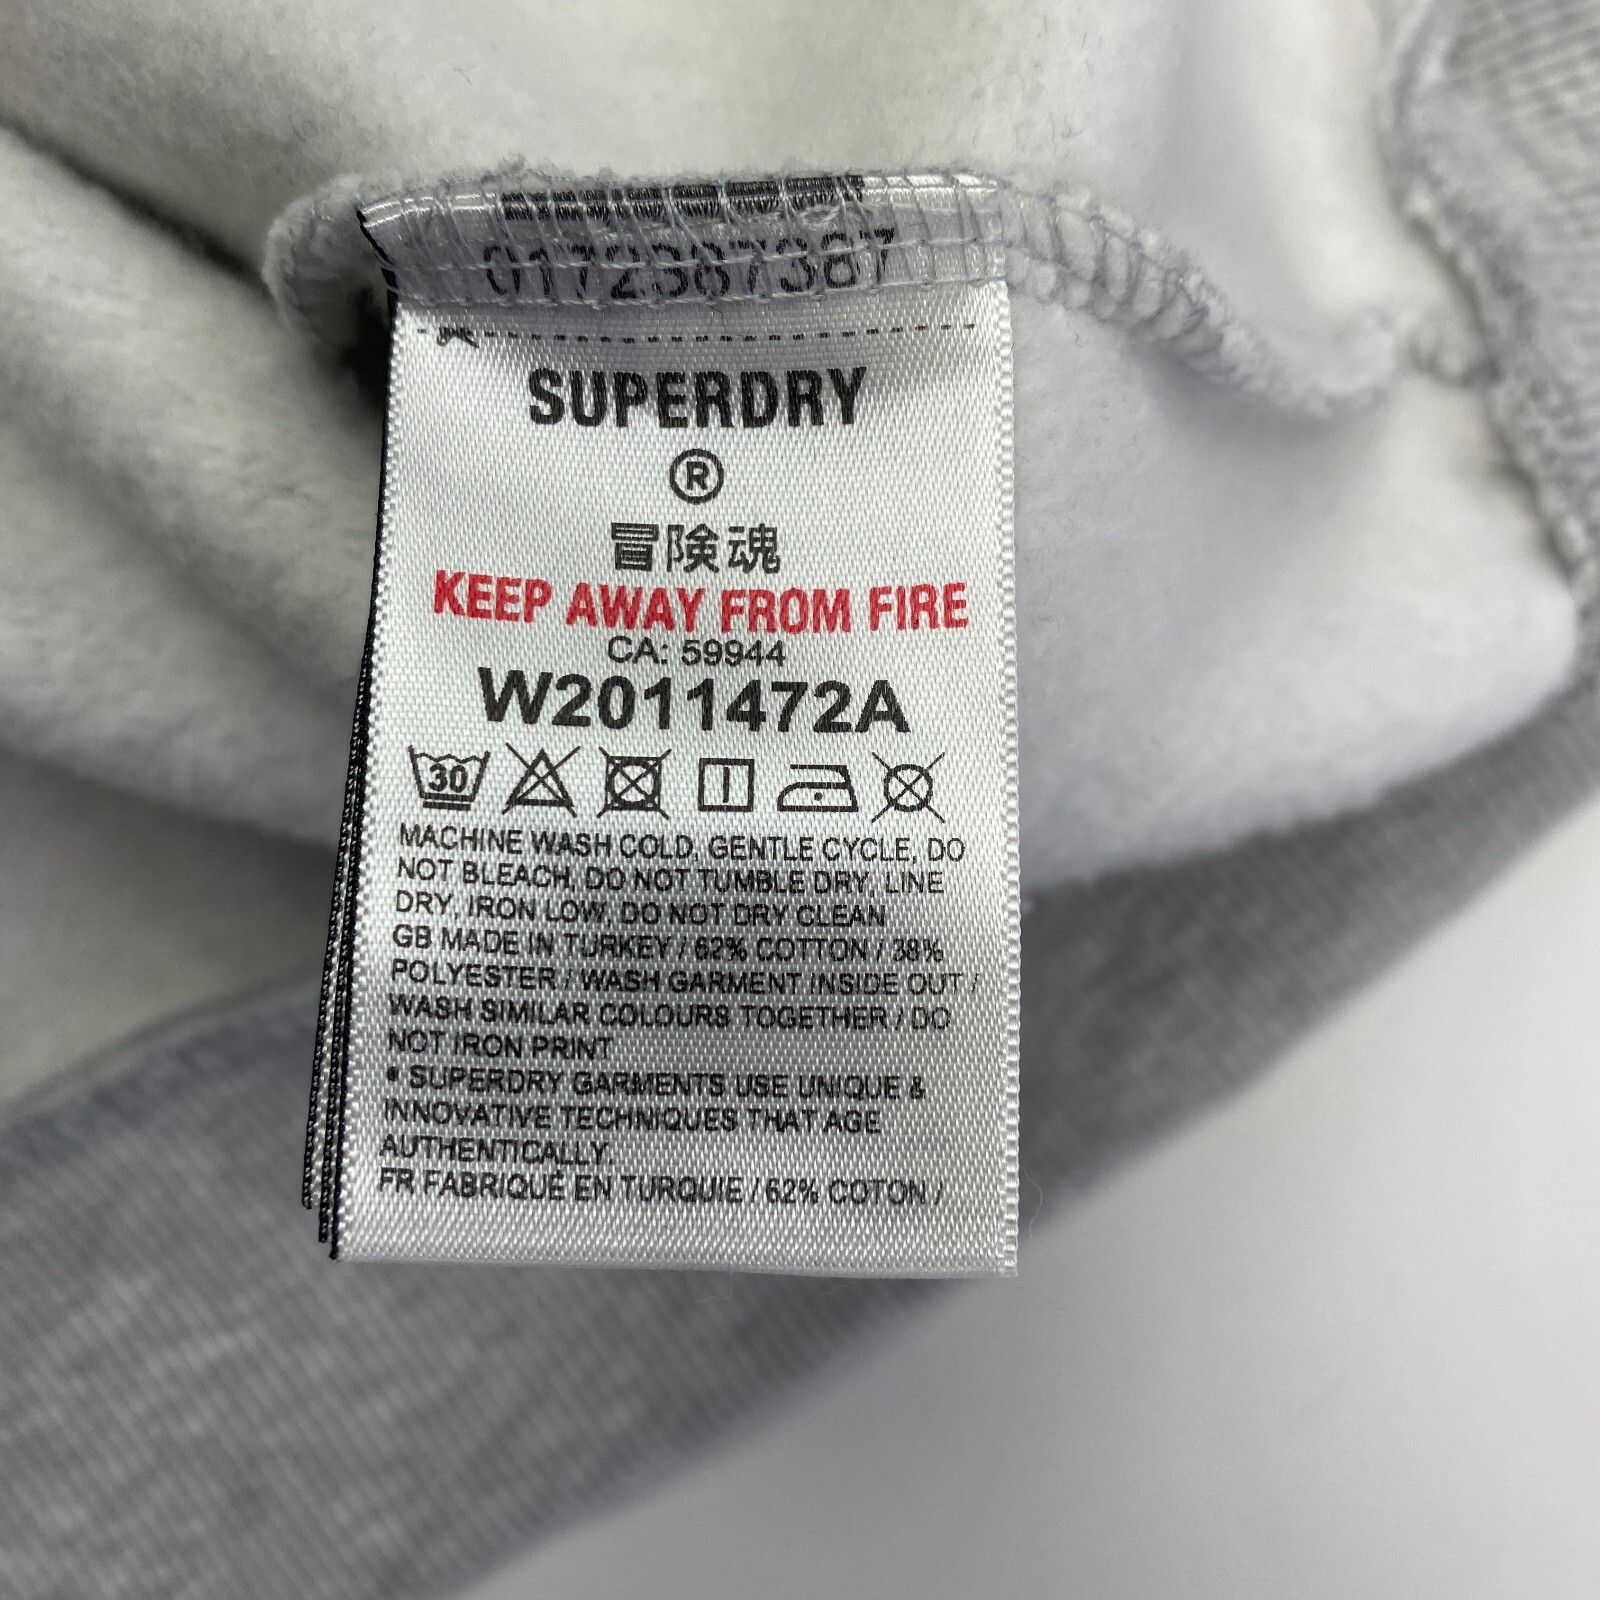 0172387387
SUPERDRY
®
冒険魂
KEEP AWAY FROM FIRE
CA: 59944
W2011472A
30
MACHINE WASH COLD, GENTLE CYCLE, DO
NOT BLEACH, DO NOT TUMBLE DRY, LINE
DRY, IRON LOW, DO NOT DRY CLEAN
GB MADE IN TURKEY / 62% COTTON / 38%
POLYESTER / WASH GARMENT INSIDE OUT /
WASH SIMILAR COLOURS TOGETHER / DO
NOT IRON PRINT
• SUPERDRY GARMENTS USE UNIQUE &
INNOVATIVE TECHNIQUES THAT AGE
AUTHENTICALLY.
FR FABRIQUÉ EN TURQUIE / 62% COTON /